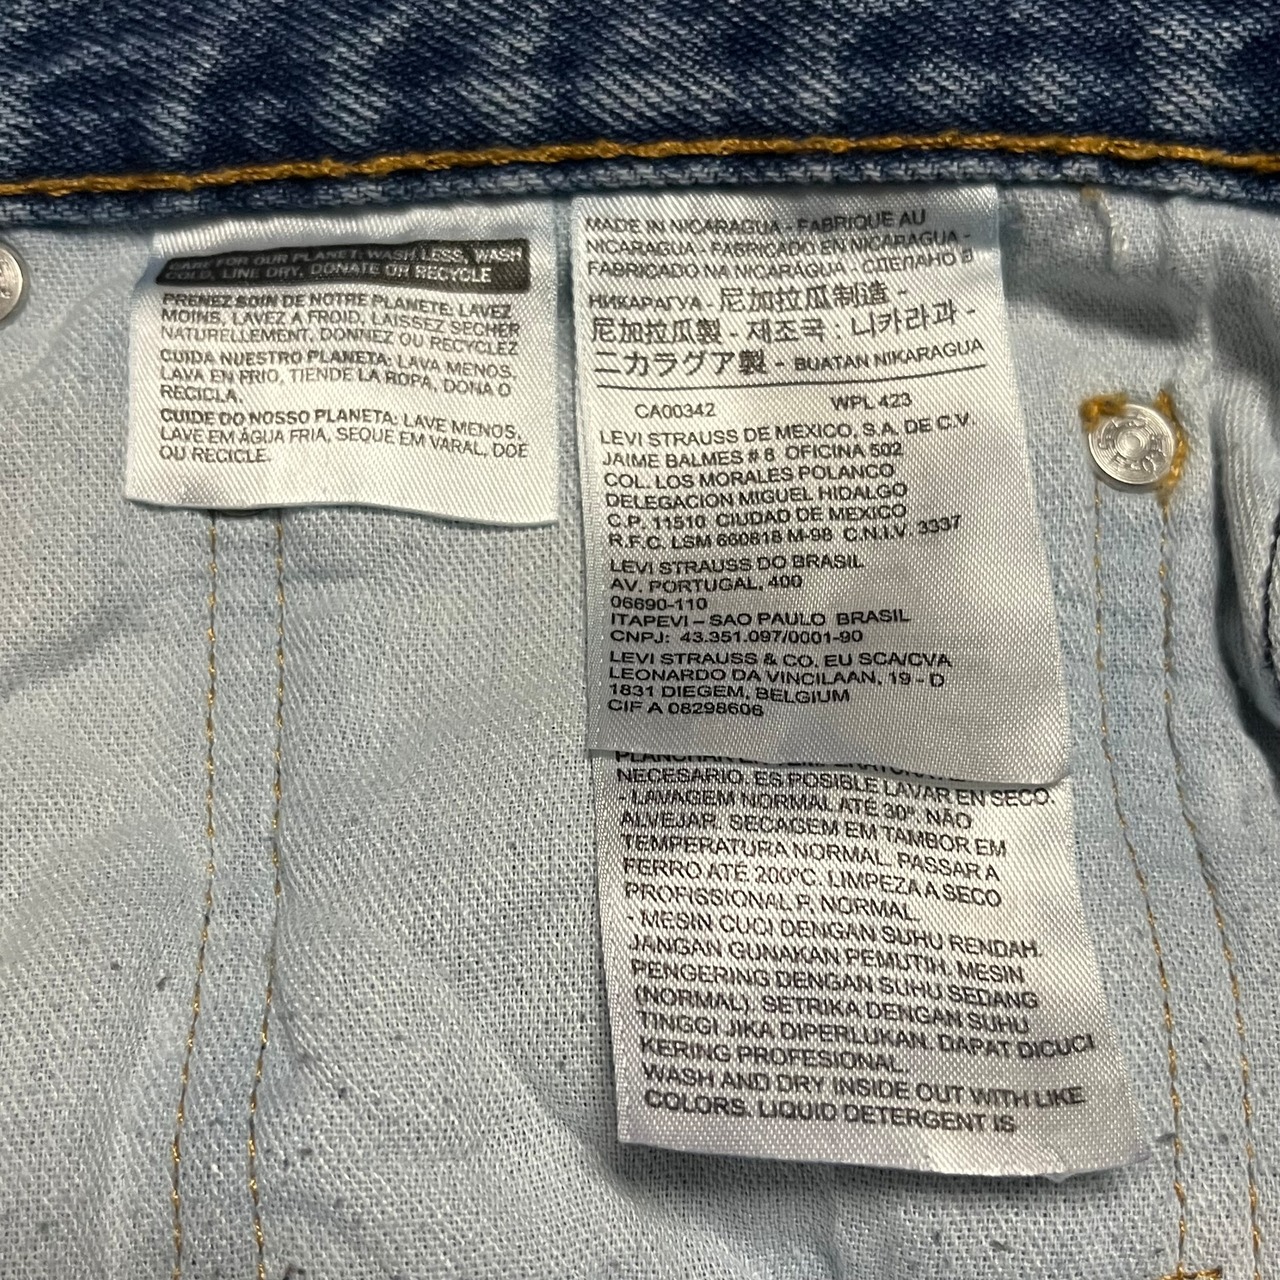 CARE FOR OUR PLANET: WASH LESS, WASH
COLD, LINE DRY, DONATE OR RECYCLE
PRENEZ SOIN DE NOTRE PLANETE: LAVEZ
MOINS, LAVEZ A FROID, LAISSEZ SECHER
NATURELLEMENT, DONNEZ OU RECYCLEZ
CUIDA NUESTRO PLANETA: LAVA MENOS,
LAVA EN FRIO, TIENDE LA ROPA, DONA O
RECICLA.
CUIDE DO NOSSO PLANETA: LAVE MENOS,
LAVE EM ÁGUA FRIA, SEQUE EM VARAL, DOE
OU RECICLE.
MADE IN NICARAGUA - FABRIQUE AU
NICARAGUA - FABRICADO EN NICARAGUA -
FABRICADO NA NICARÁGUA - СДЕЛАНО В
НИКАРАГУА - 尼加拉瓜制造 -
尼加拉瓜製 - 제조국 : 니카라과 -
ニカラグア製 - BUATAN NIKARAGUA
CA00342 WPL 423
LEVI STRAUSS DE MEXICO, S.A. DE C.V.
JAIME BALMES # 8 OFICINA 502
COL. LOS MORALES POLANCO
DELEGACION MIGUEL HIDALGO
C.P. 11510 CIUDAD DE MEXICO
R.F.C. LSM 660818 M-98 C.N.I.V. 3337
LEVI STRAUSS DO BRASIL
AV. PORTUGAL, 400
06690-110
ITAPEVI – SAO PAULO BRASIL
CNPJ: 43.351.097/0001-90
LEVI STRAUSS & CO. EU SCA/CVA
LEONARDO DA VINCILAAN, 19 - D
1831 DIEGEM, BELGIUM
CIF A 08298606
NECESARIO. ES POSIBLE LAVAR EN SECO.
- LAVAGEM NORMAL ATÉ 30º. NÃO
ALVEJAR. SECAGEM EM TAMBOR EM
TEMPERATURA NORMAL. PASSAR A
FERRO ATÉ 200ºC. LIMPEZA A SECO
PROFISSIONAL P. NORMAL
- MESIN CUCI DENGAN SUHU RENDAH.
JANGAN GUNAKAN PEMUTIH. MESIN
PENGERING DENGAN SUHU SEDANG
(NORMAL). SETRIKA DENGAN SUHU
TINGGI JIKA DIPERLUKAN. DAPAT DICUCI
KERING PROFESIONAL.
WASH AND DRY INSIDE OUT WITH LIKE
COLORS. LIQUID DETERGENT IS